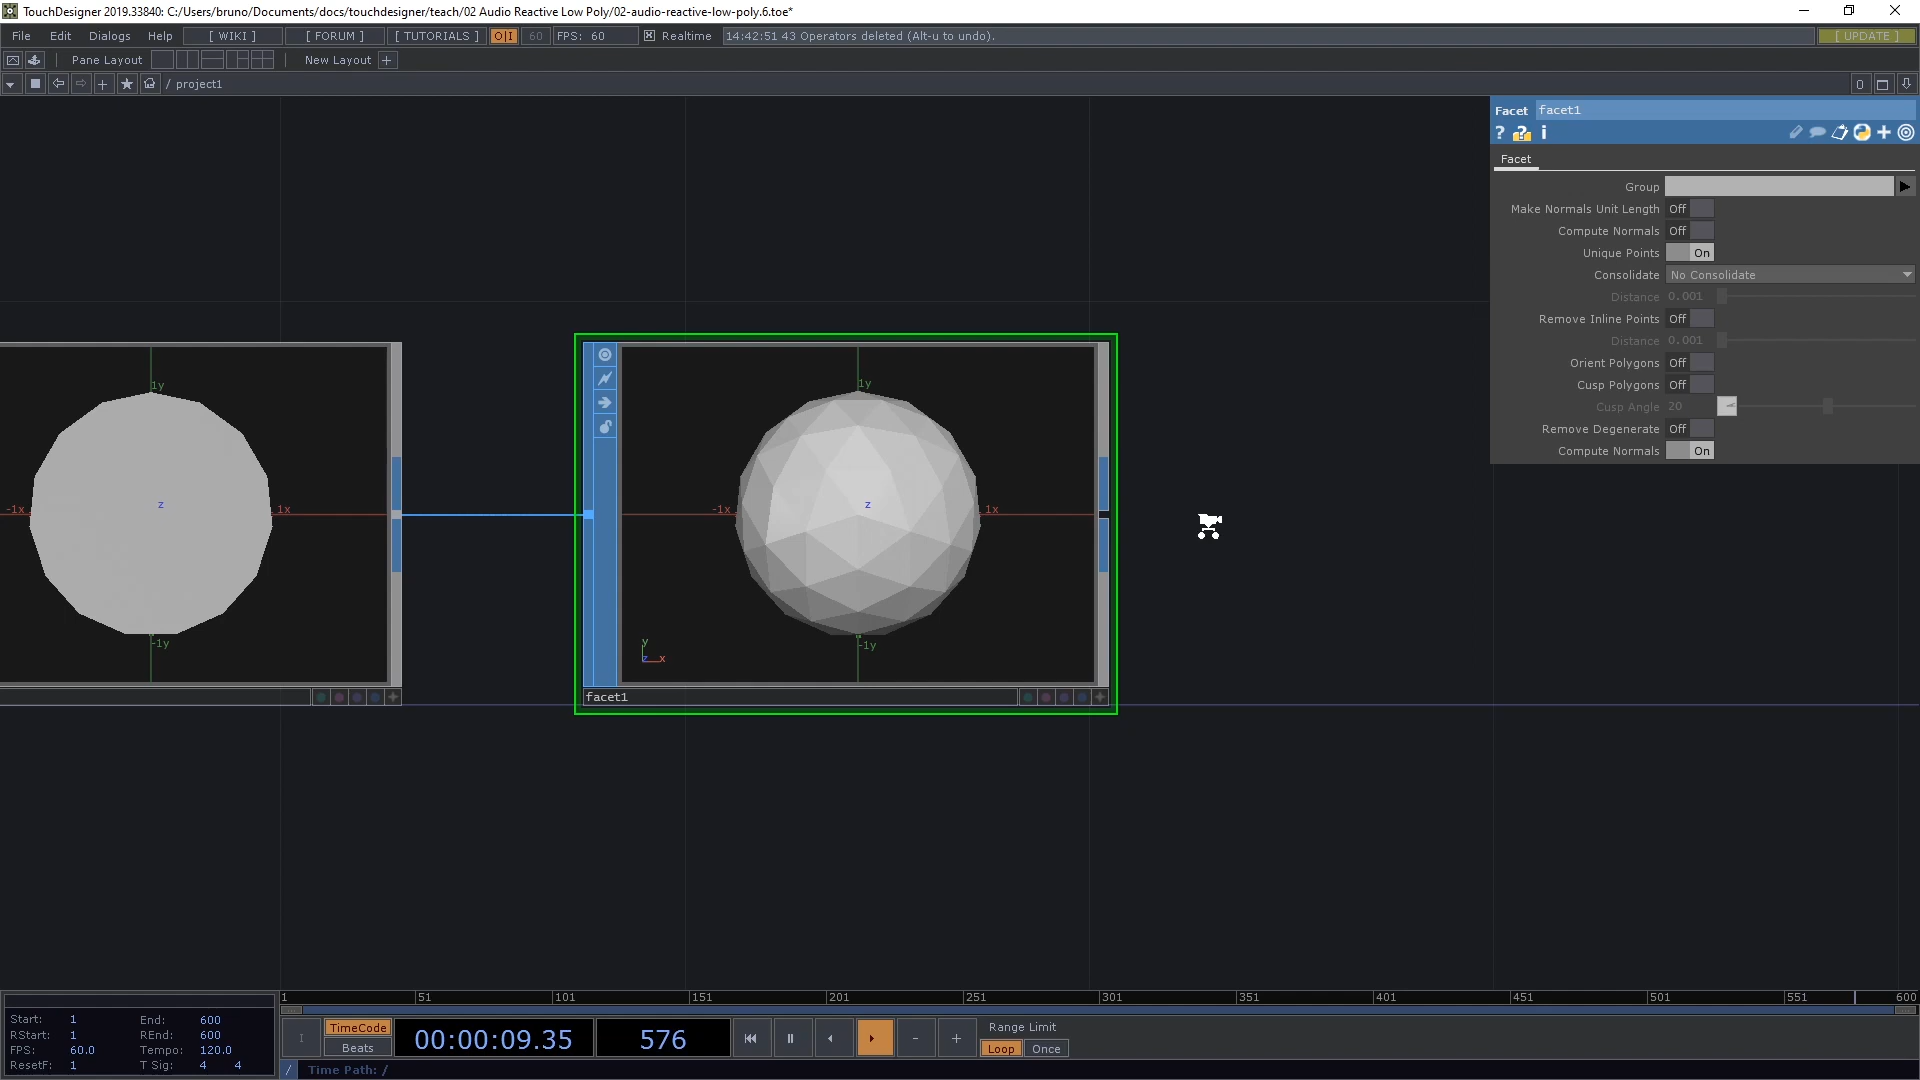 TouchDesigner 2019.33840: C:/Users/bruno/Documents/docs/touchdesigner/teach/02 Audio Reactive Low Poly/02-audio-reactive-low-poly.6.toe*
File Edit Dialogs Help [ WIKI ] [ FORUM ] [ TUTORIALS ] O|I 60 FPS: 60 Realtime 14:42:51 43 Operators deleted (Alt-u to undo). [ UPDATE ]
Pane Layout New Layout +
/ project1 0
Facet facet1
? ? i
Facet
Group
Make Normals Unit Length Off
Compute Normals Off
Unique Points On
Consolidate No Consolidate
Distance 0.001
Remove Inline Points Off
Distance 0.001
Orient Polygons Off
Cusp Polygons Off
Cusp Angle 20
Remove Degenerate Off
Compute Normals On
1y
-1x z 1x
-1y
1y
-1x z 1x
-1y
y
z x
facet1
1 51 101 151 201 251 301 351 401 451 501 551 600
Start: 1 End: 600
RStart: 1 REnd: 600
FPS: 60.0 Tempo: 120.0
ResetF: 1 T Sig: 4 4
I TimeCode Beats 00:00:09.35 576 - +
Range Limit
Loop Once
/ Time Path: /